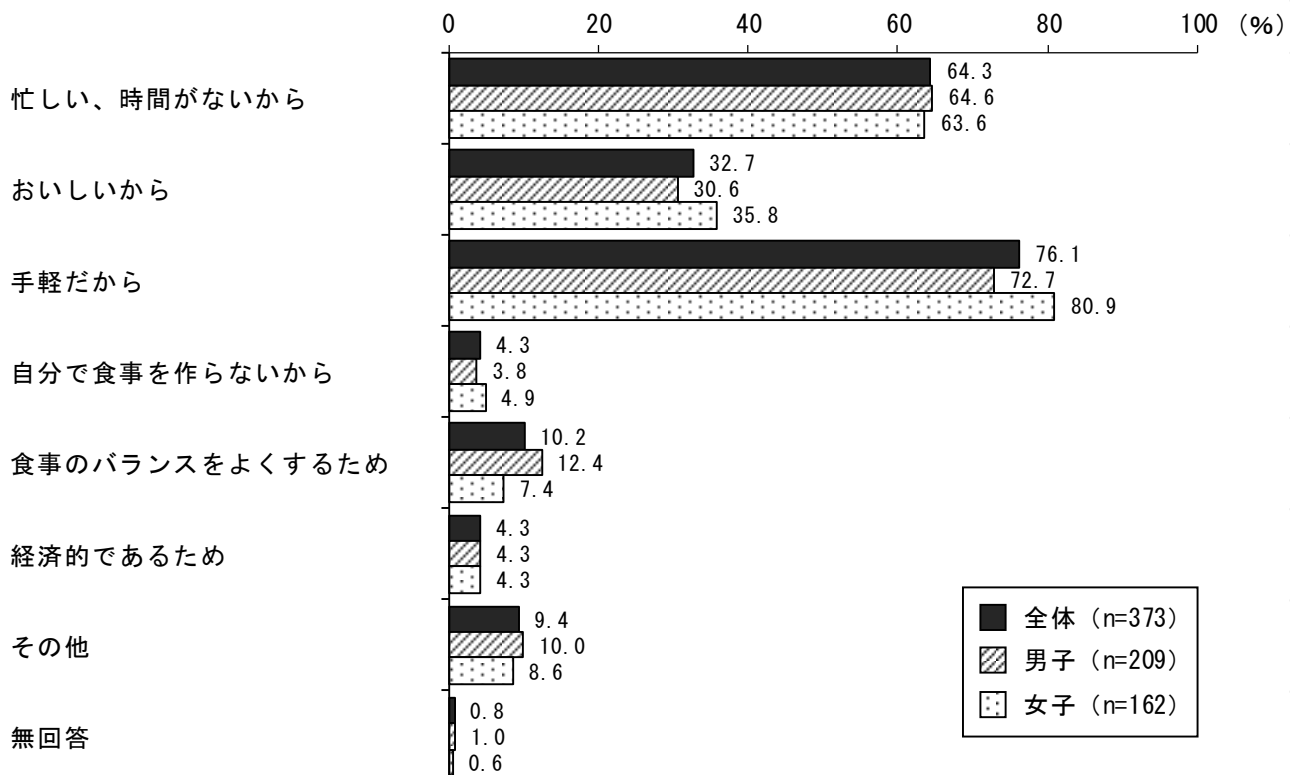 0 20 40 60 80 100 (%)
忙しい、時間がないから
64.3
64.6
63.6
おいしいから
32.7
30.6
35.8
手軽だから
76.1
72.7
80.9
自分で食事を作らないから
4.3
3.8
4.9
食事のバランスをよくするため
10.2
12.4
7.4
経済的であるため
4.3
4.3
4.3
その他
9.4
10.0
8.6
無回答
0.8
1.0
0.6
全体 (n=373)
男子 (n=209)
女子 (n=162)